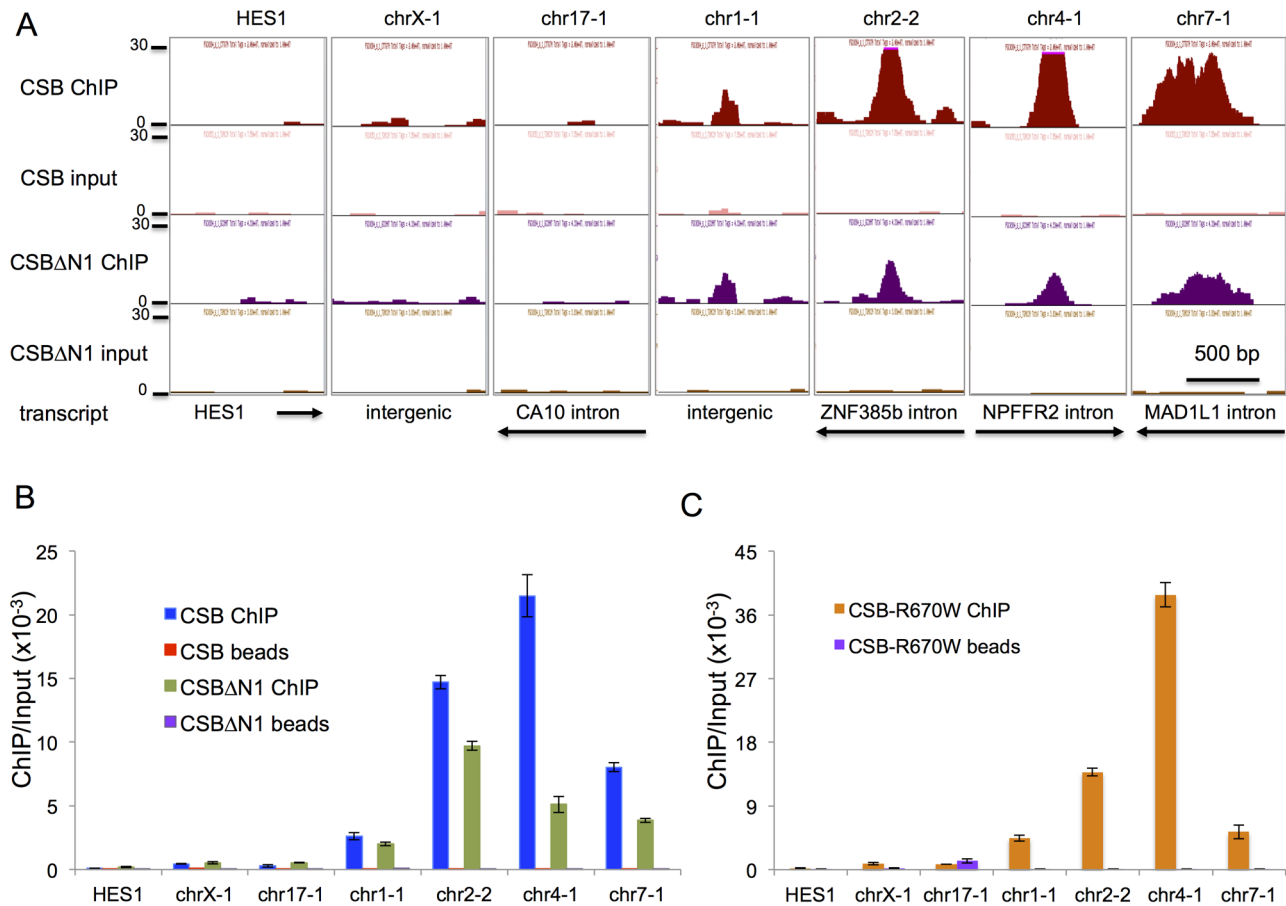 A
HES1 chrX-1 chr17-1 chr1-1 chr2-2 chr4-1 chr7-1
30
CSB ChIP
0
30
CSB input
0
30
CSBΔN1 ChIP
0
30
CSBΔN1 input
500 bp
0
transcript HES1 intergenic CA10 intron intergenic ZNF385b intron NPFFR2 intron MAD1L1 intron
B
ChIP/Input (x10-3)
25
20
15
10
5
0
CSB ChIP
CSB beads
CSBΔN1 ChIP
CSBΔN1 beads
HES1 chrX-1 chr17-1 chr1-1 chr2-2 chr4-1 chr7-1
C
ChIP/Input (x10-3)
45
36
27
18
9
0
CSB-R670W ChIP
CSB-R670W beads
HES1 chrX-1 chr17-1 chr1-1 chr2-2 chr4-1 chr7-1